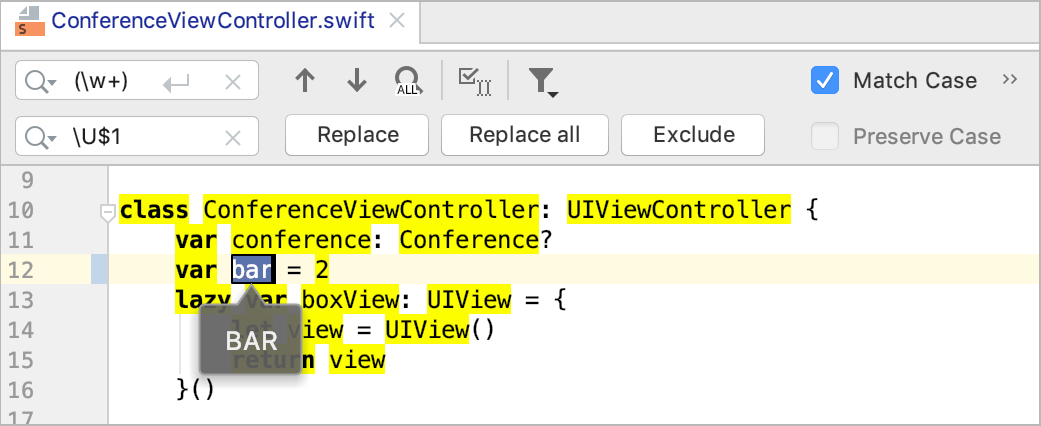 S ConferenceViewController.swift
(\w+) ALL II Match Case >>
\U$1 Replace Replace all Exclude Preserve Case
9
10 class ConferenceViewController: UIViewController {
11 var conference: Conference?
12 var bar = 2
13 lazy var boxView: UIView = {
14 let view = UIView()
15 return view
16 }()
17
BAR